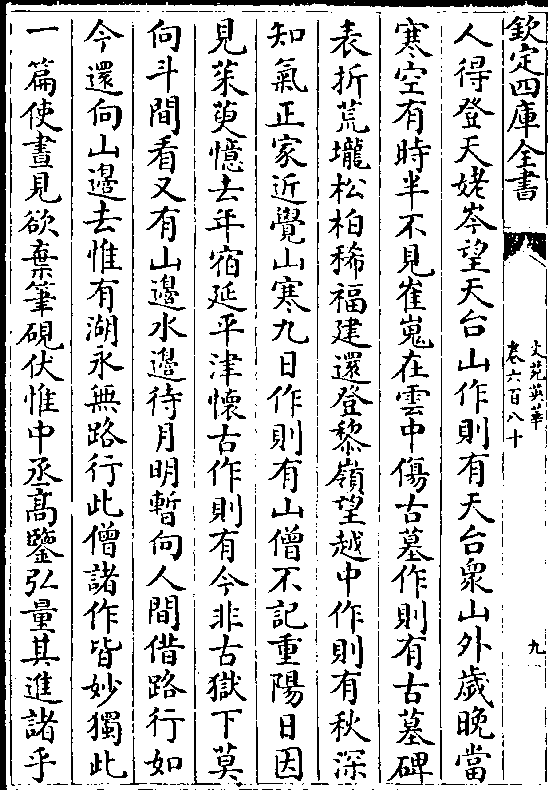 欽定四庫全書
文苑英華
卷六百八十
九
人得登天姥岑望天台山作則有天台衆山外歲晚當
寒空有時半不見崔嵬在雲中傷古墓作則有古墓碑
表折荒壠松柏稀福建還登黎嶺望越中作則有秋深
知氣正家近覺山寒九日作則有山僧不記重陽日因
見茱萸憶去年宿延平津懷古作則有今非古獄下莫
向斗間看又有山邊水邊待月明暫向人間借路行如
今還向山邊去惟有湖水無路行此僧諸作皆妙獨此
一篇使晝見欲棄筆硯伏惟中丞高鑒弘量其進諸乎